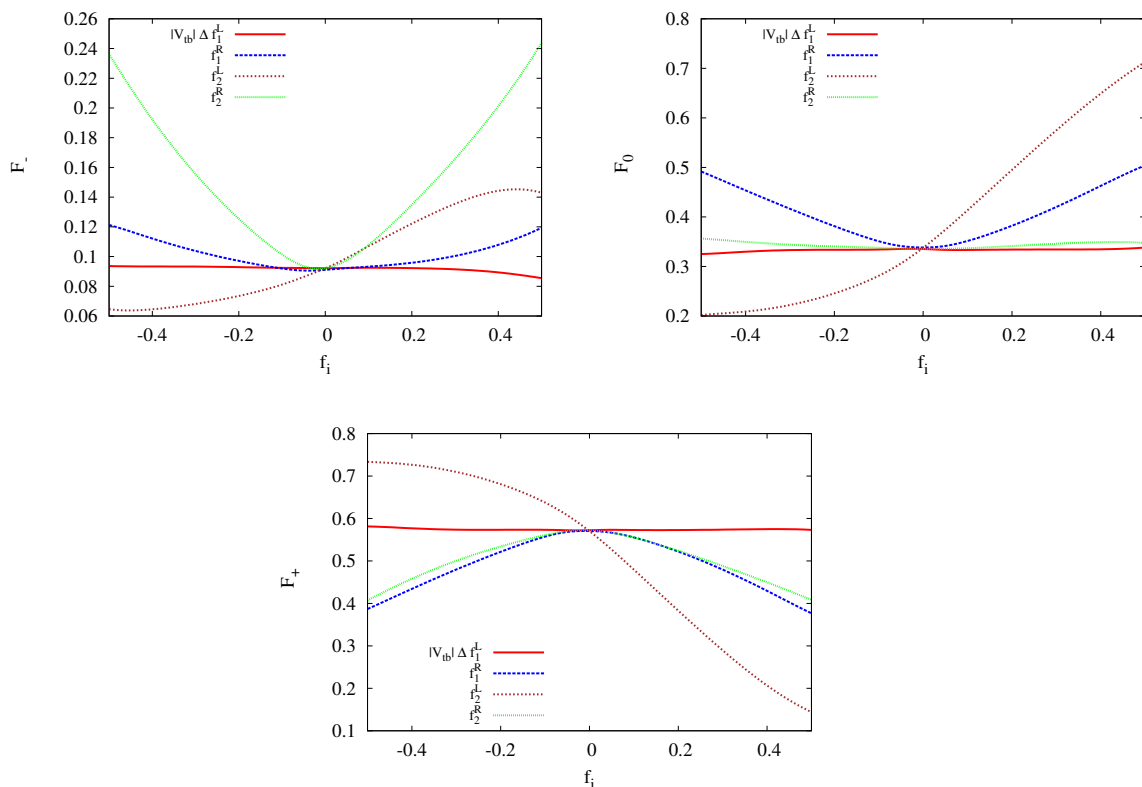 F_-
0.26
0.24
0.22
0.2
0.18
0.16
0.14
0.12
0.1
0.08
0.06
-0.4 -0.2 0 0.2 0.4
f_i
|V_tb| Δ f_1^L
f_1^R
f_2^L
f_2^R
F_0
0.8
0.7
0.6
0.5
0.4
0.3
0.2
-0.4 -0.2 0 0.2 0.4
f_i
|V_tb| Δ f_1^L
f_1^R
f_2^L
f_2^R
F_+
0.8
0.7
0.6
0.5
0.4
0.3
0.2
0.1
-0.4 -0.2 0 0.2 0.4
f_i
|V_tb| Δ f_1^L
f_1^R
f_2^L
f_2^R